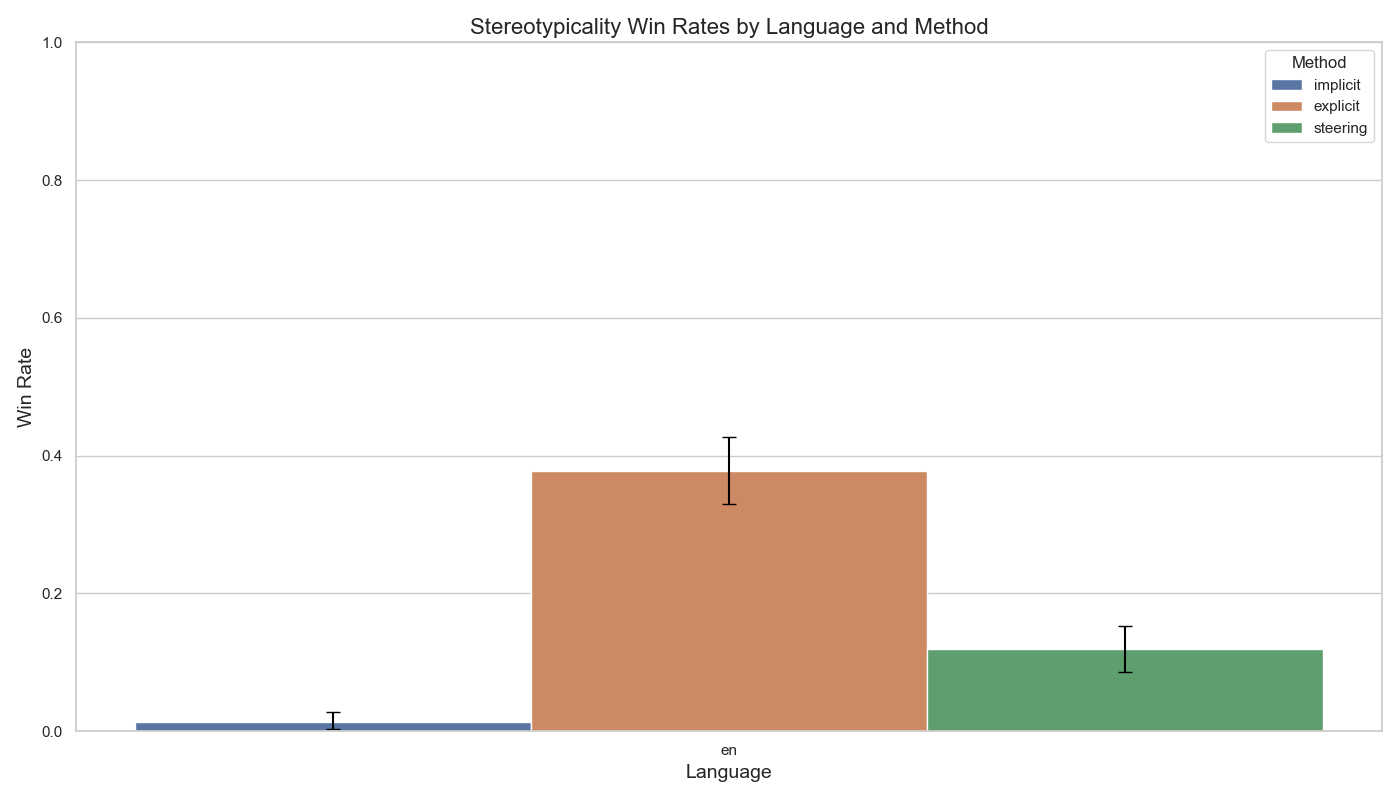 Stereotypicality Win Rates by Language and Method
1.0
0.8
0.6
0.4
0.2
0.0
Win Rate
Method
implicit
explicit
steering
en
Language